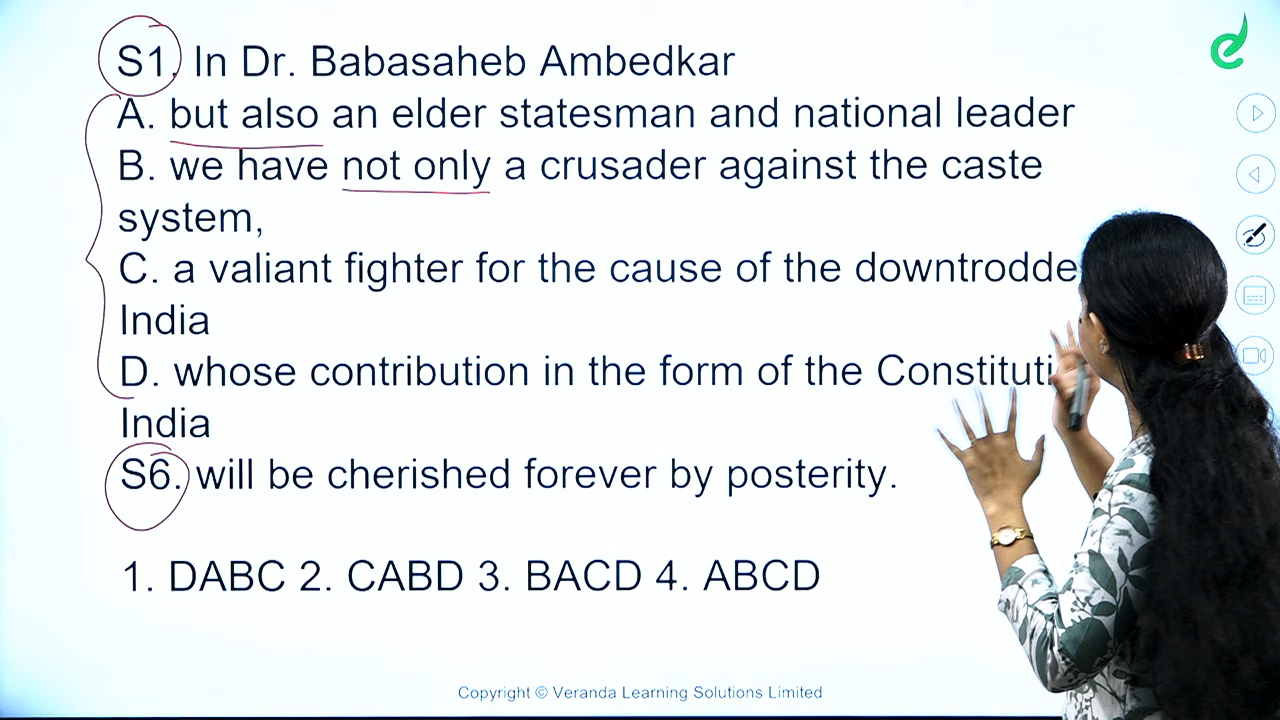 S1. In Dr. Babasaheb Ambedkar
A. but also an elder statesman and national leader
B. we have not only a crusader against the caste
system,
C. a valiant fighter for the cause of the
India
D. whose contribution in the form of the
India
S6. will be cherished forever by posterity.
1. DABC 2. CABD 3. BACD 4. ABCD
Copyright © Veranda Learning Solutions Limited